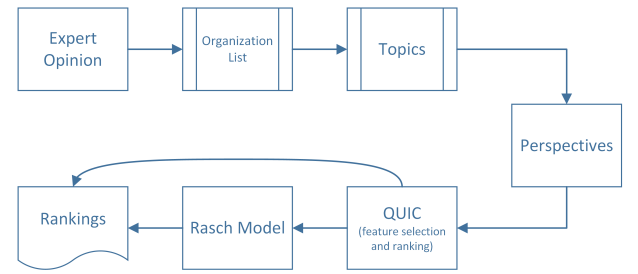 Expert
Opinion
Organization
List
Topics
Perspectives
Rankings
Rasch Model
QUIC
(feature selection
and ranking)